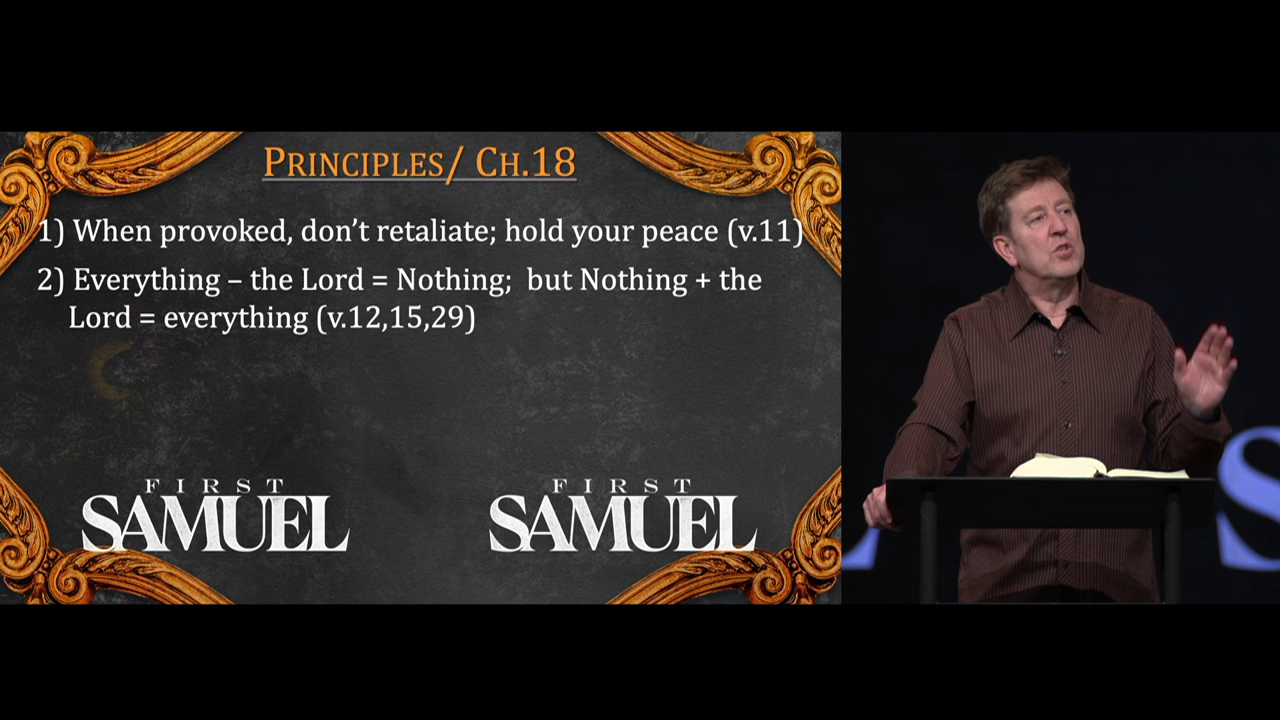 PRINCIPLES/ CH.18
1) When provoked, don't retaliate; hold your peace (v.11)
2) Everything – the Lord = Nothing;  but Nothing + the
Lord = everything (v.12,15,29)
FIRST
SAMUEL
FIRST
SAMUEL
S